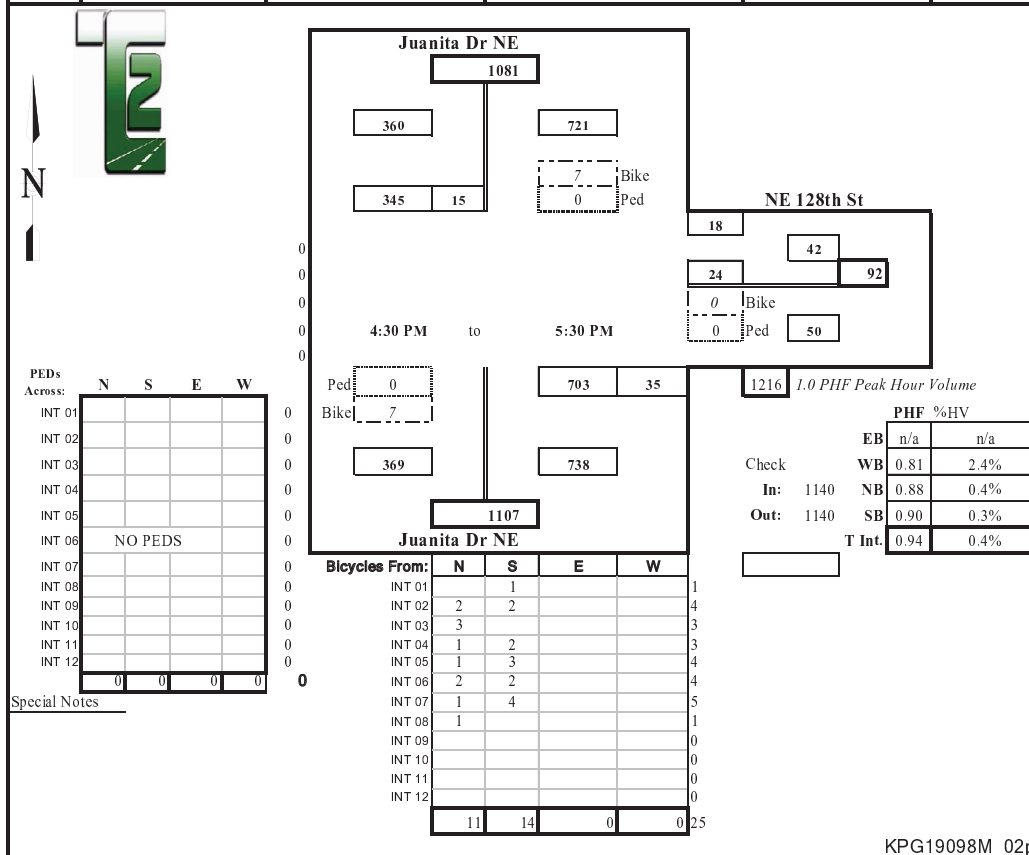 T2
Juanita Dr NE
1081
360 721
7 Bike
345 15 0 Ped
NE 128th St
18
0 42
0 24 92
0 0 Bike
0 4:30 PM to 5:30 PM 0 Ped 50
0
PEDs
Across: N S E W
Ped 0 703 35 1216 1.0 PHF Peak Hour Volume
INT 01 0 Bike 7
PHF %HV
INT 02 0 EB n/a n/a
INT 03 0 369 738 Check WB 0.81 2.4%
INT 04 0 In: 1140 NB 0.88 0.4%
INT 05 0 1107 Out: 1140 SB 0.90 0.3%
INT 06 NO PEDS 0 Juanita Dr NE T Int. 0.94 0.4%
INT 07 0 Bicycles From: N S E W
INT 08 0 INT 01 1 1
INT 09 0 INT 02 2 2 4
INT 10 0 INT 03 3 3
INT 11 0 INT 04 1 2 3
INT 12 0 INT 05 1 3 4
0 0 0 0 0 INT 06 2 2 4
Special Notes INT 07 1 4 5
INT 08 1 1
INT 09 0
INT 10 0
INT 11 0
INT 12 0
11 14 0 0 25
KPG19098M_02p